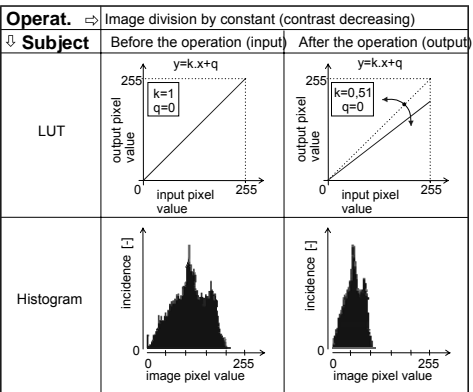 Operat. ⇨ Image division by constant (contrast decreasing)
⇩ Subject Before the operation (input) After the operation (output)
LUT
y=k.x+q
255
k=1
q=0
output pixel
value
0
input pixel
value
255
y=k.x+q
255
k=0,51
q=0
output pixel
value
0
input pixel
value
255
Histogram
incidence [-]
0
0
255
image pixel value
incidence [-]
0
0
255
image pixel value